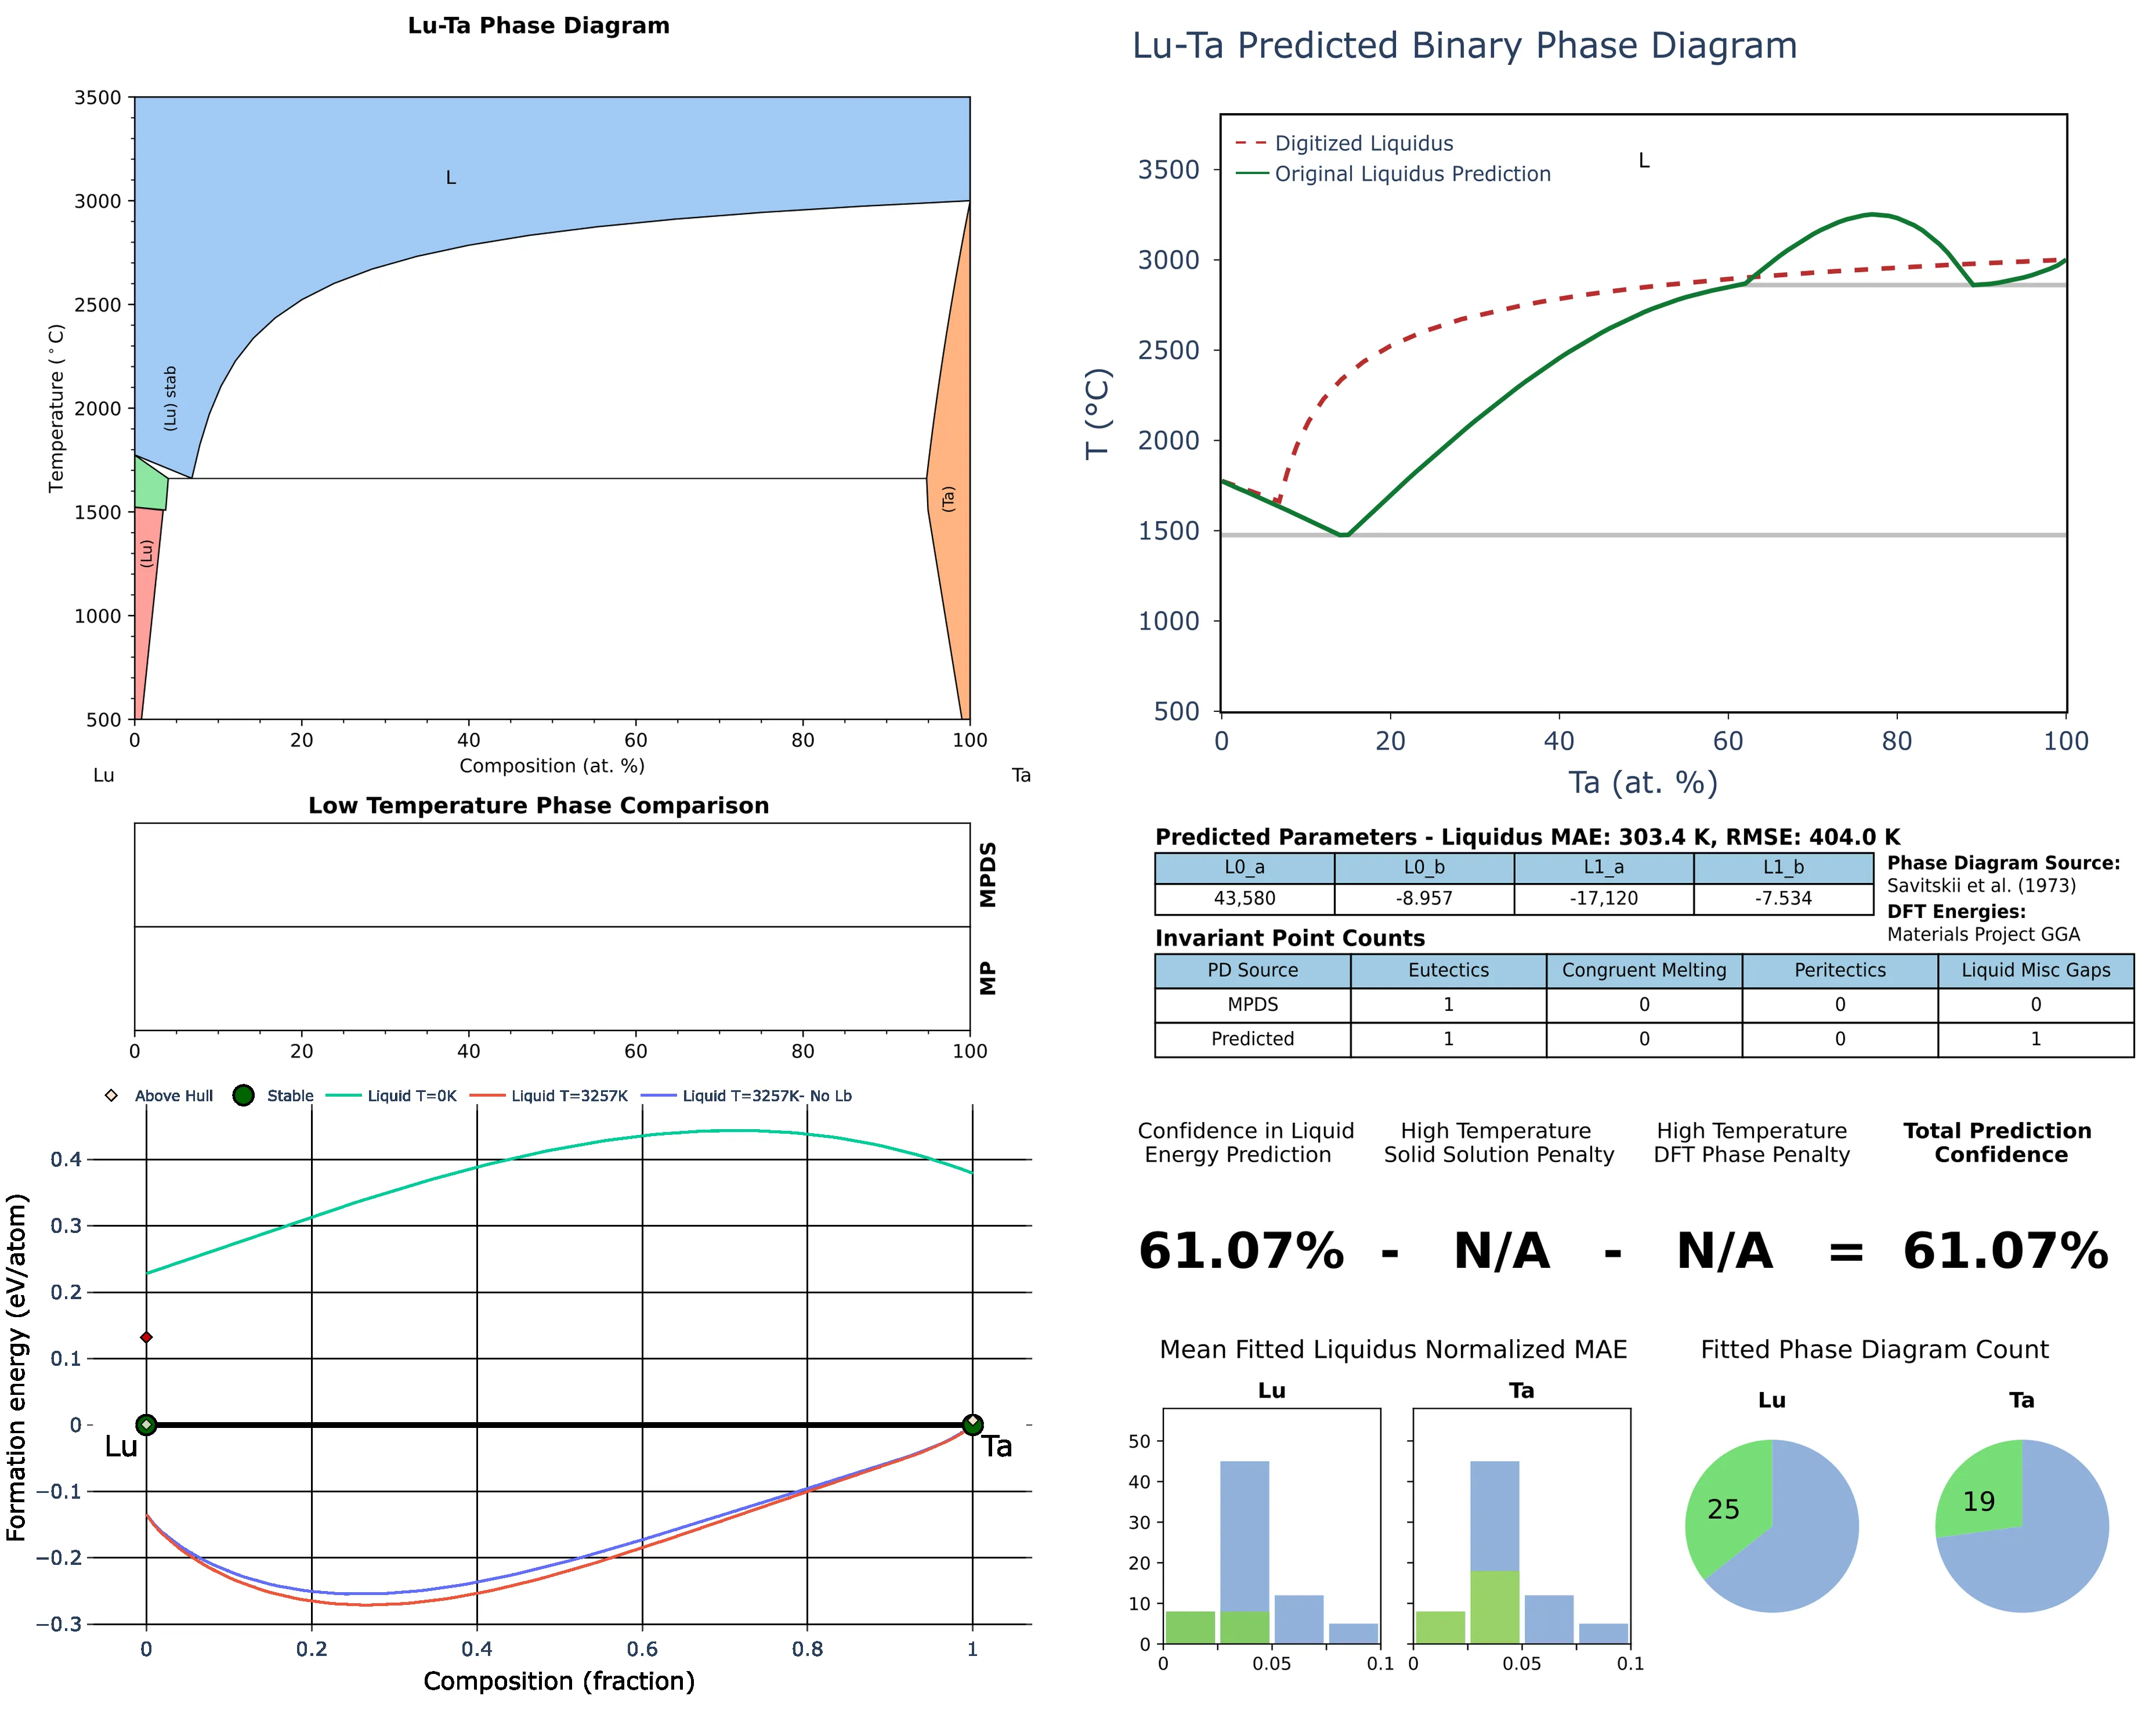 Lu-Ta Phase Diagram
3500
3000
2500
2000
1500
1000
500
Temperature (°C)
L
(Lu) stab
(Lu)
(Ta)
0 20 40 60 80 100
Composition (at. %)
Lu Ta
Low Temperature Phase Comparison
MPDS
MP
0 20 40 60 80 100
Above Hull Stable Liquid T=0K Liquid T=3257K Liquid T=3257K- No Lb
0.4
0.3
0.2
0.1
0
−0.1
−0.2
−0.3
Formation energy (eV/atom)
Lu Ta
0 0.2 0.4 0.6 0.8 1
Composition (fraction)
Lu-Ta Predicted Binary Phase Diagram
Digitized Liquidus
Original Liquidus Prediction
L
3500
3000
2500
2000
1500
1000
500
T (°C)
0 20 40 60 80 100
Ta (at. %)
Predicted Parameters - Liquidus MAE: 303.4 K, RMSE: 404.0 K
L0_a L0_b L1_a L1_b
43,580 -8.957 -17,120 -7.534
Phase Diagram Source:
Savitskii et al. (1973)
DFT Energies:
Materials Project GGA
Invariant Point Counts
PD Source Eutectics Congruent Melting Peritectics Liquid Misc Gaps
MPDS 1 0 0 0
Predicted 1 0 0 1
Confidence in Liquid
Energy Prediction
High Temperature
Solid Solution Penalty
High Temperature
DFT Phase Penalty
Total Prediction
Confidence
61.07% - N/A - N/A = 61.07%
Mean Fitted Liquidus Normalized MAE
Lu Ta
50
40
30
20
10
0
0 0.05 0.1 0 0.05 0.1
Fitted Phase Diagram Count
Lu Ta
25 19